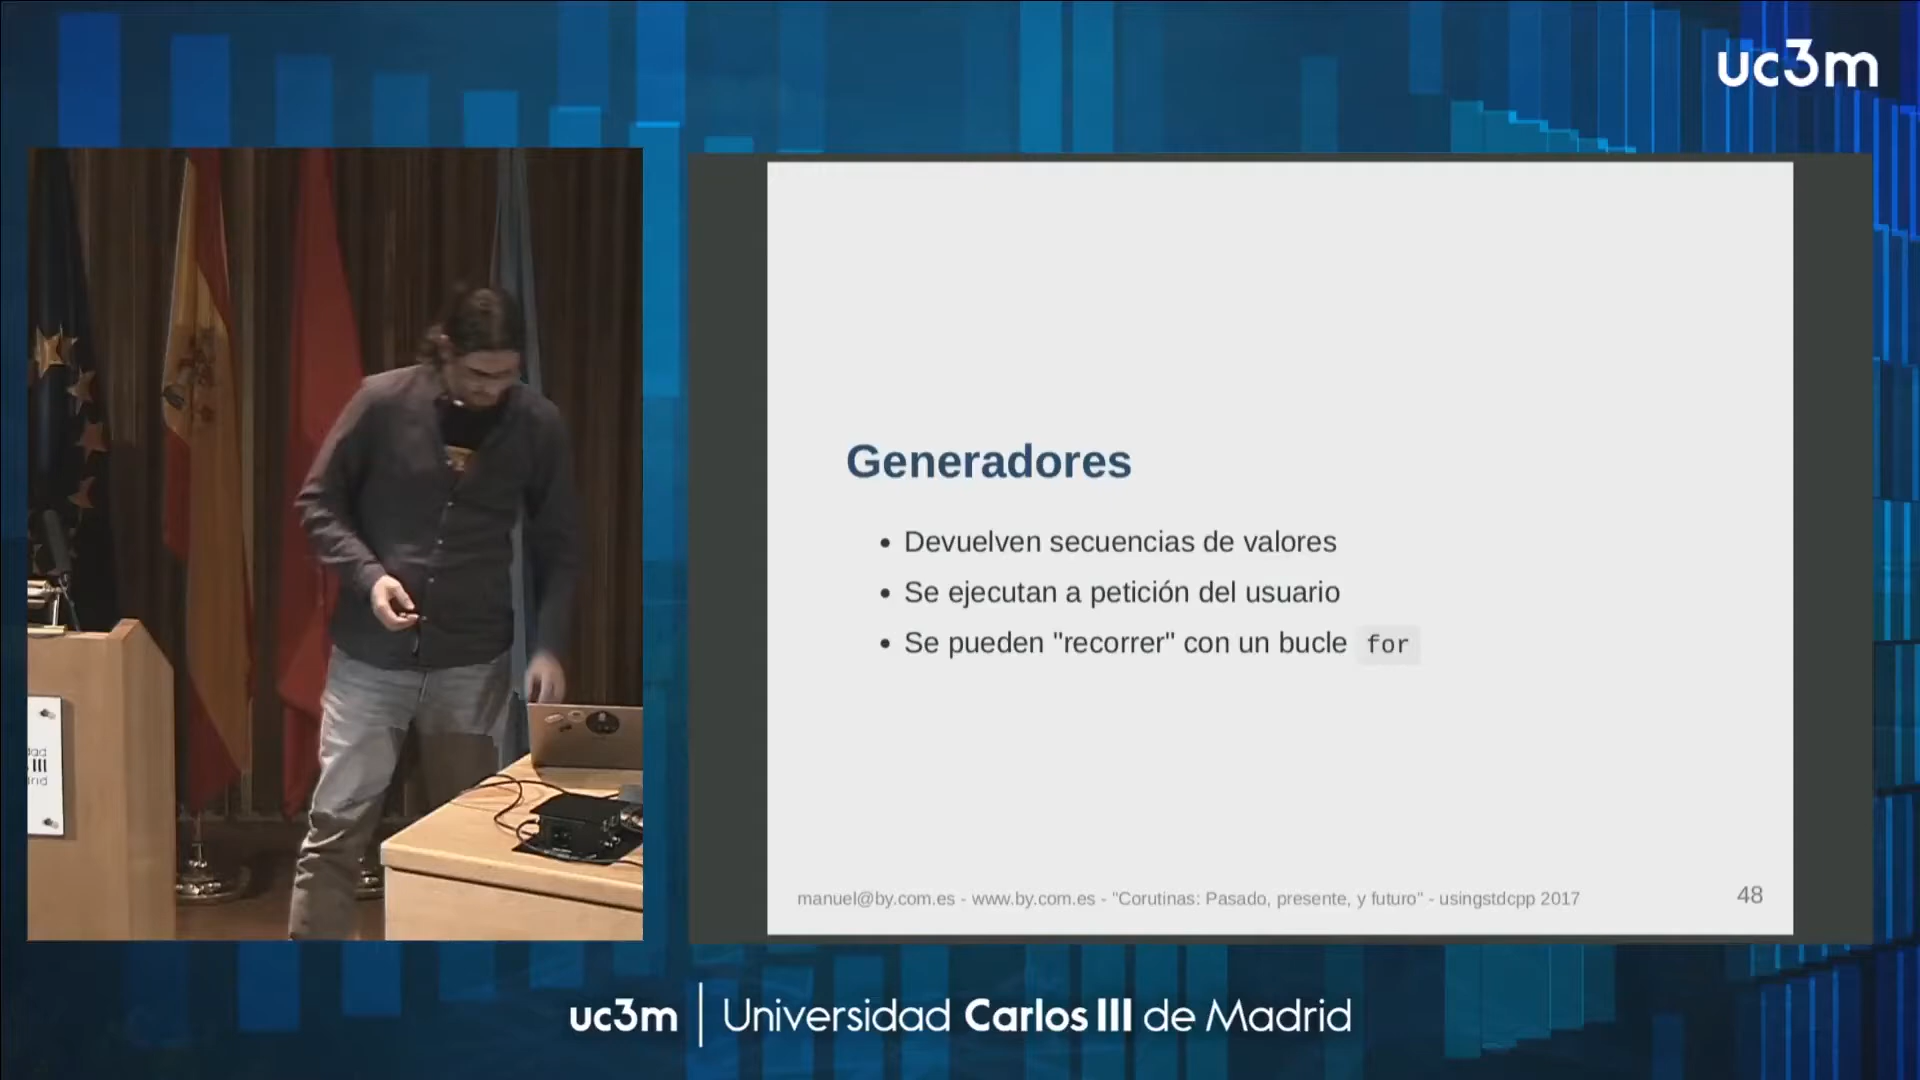 uc3m
Generadores
• Devuelven secuencias de valores
• Se ejecutan a petición del usuario
• Se pueden "recorrer" con un bucle for
manuel@by.com.es - www.by.com.es - "Corutinas: Pasado, presente, y futuro" - usingstdcpp 2017
48
uc3m | Universidad Carlos III de Madrid